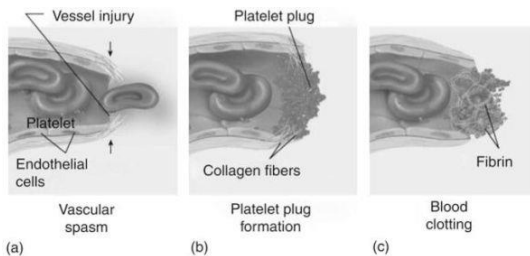 Vessel injury
Platelet
Endothelial
cells
Vascular
spasm
(a)
Platelet plug
Collagen fibers
Platelet plug
formation
(b)
Fibrin
Blood
clotting
(c)